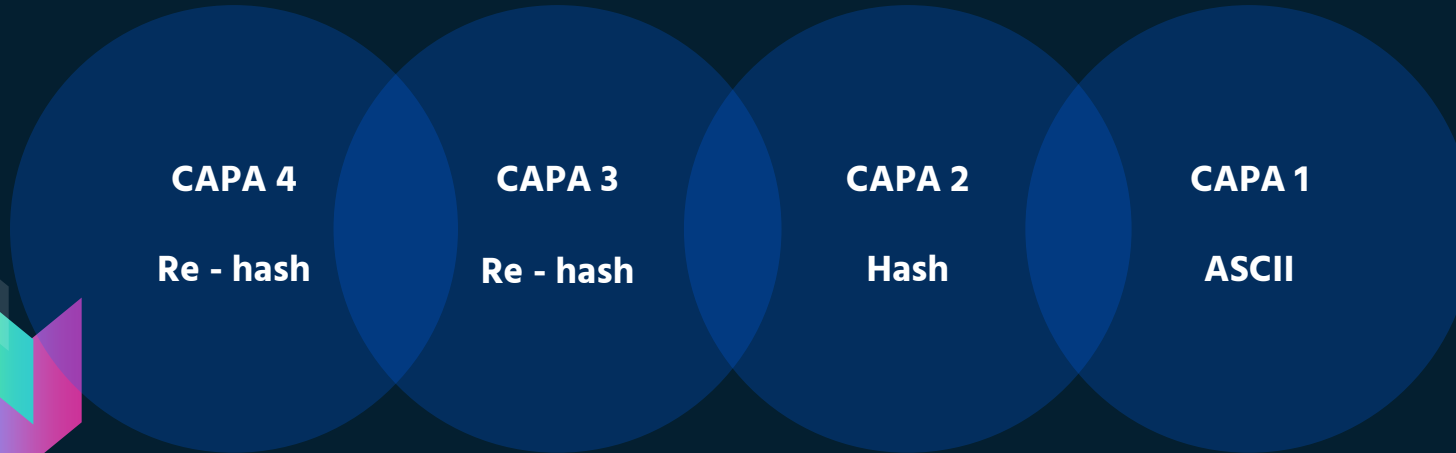 CAPA 4
Re - hash
CAPA 3
Re - hash
CAPA 2
Hash
CAPA 1
ASCII